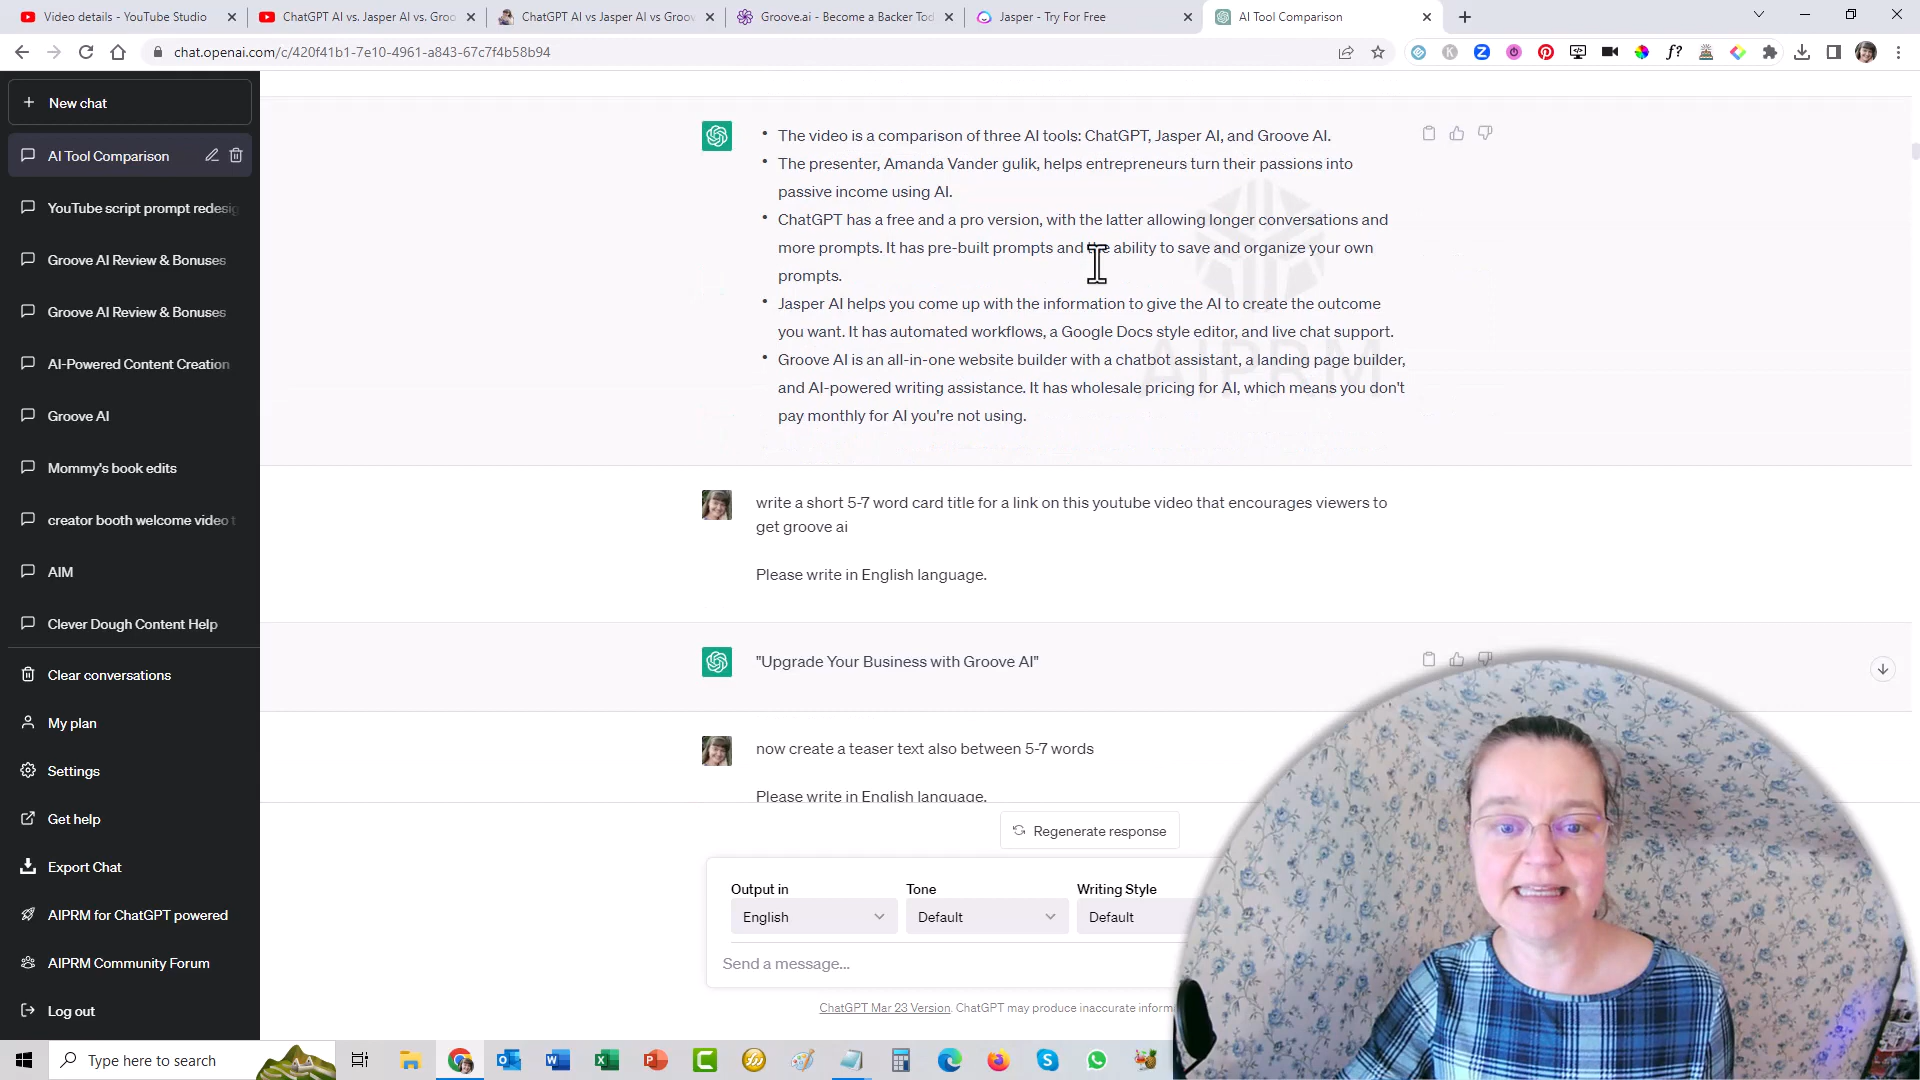 Video details - YouTube Studio
ChatGPT AI vs. Jasper AI vs. Groo
ChatGPT AI vs Jasper AI vs Groov
Groove.ai - Become a Backer Tod
Jasper - Try For Free
AI Tool Comparison
chat.openai.com/c/420f41b1-7e10-4961-a843-67c7f4b58b94
New chat
AI Tool Comparison
YouTube script prompt redesig
Groove AI Review & Bonuses
Groove AI Review & Bonuses
AI-Powered Content Creation
Groove AI
Mommy's book edits
creator booth welcome video t
AIM
Clever Dough Content Help
Clear conversations
My plan
Settings
Get help
Export Chat
AIPRM for ChatGPT powered
AIPRM Community Forum
Log out
• The video is a comparison of three AI tools: ChatGPT, Jasper AI, and Groove AI.
• The presenter, Amanda Vander gulik, helps entrepreneurs turn their passions into
passive income using AI.
• ChatGPT has a free and a pro version, with the latter allowing longer conversations and
more prompts. It has pre-built prompts and the ability to save and organize your own
prompts.
• Jasper AI helps you come up with the information to give the AI to create the outcome
you want. It has automated workflows, a Google Docs style editor, and live chat support.
• Groove AI is an all-in-one website builder with a chatbot assistant, a landing page builder,
and AI-powered writing assistance. It has wholesale pricing for AI, which means you don't
pay monthly for AI you're not using.
AIPRM
write a short 5-7 word card title for a link on this youtube video that encourages viewers to
get groove ai
Please write in English language.
"Upgrade Your Business with Groove AI"
now create a teaser text also between 5-7 words
Please write in English language.
Regenerate response
Output in
Tone
Writing Style
English
Default
Default
Send a message...
ChatGPT Mar 23 Version. ChatGPT may produce inaccurate inform
Type here to search